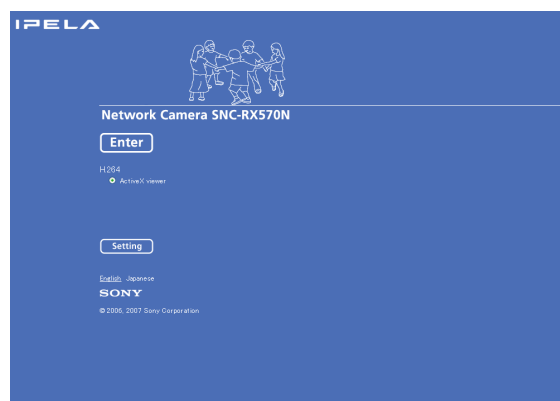 IPELA
Network Camera SNC-RX570N
Enter
H.264
ActiveX viewer
Setting
English Japanese
SONY
© 2006, 2007 Sony Corporation